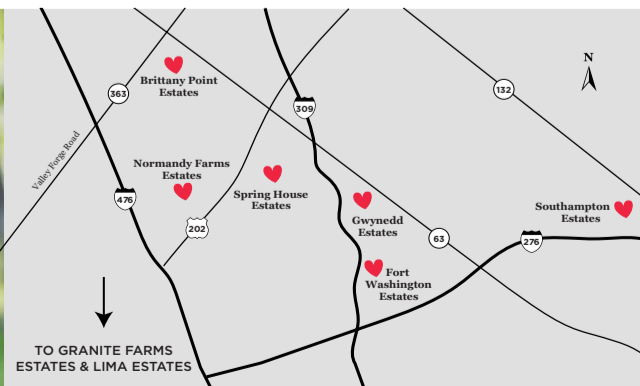 Brittany Point
Estates
363
309
132
N
Valley Forge Road
Normandy Farms
Estates
Spring House
Estates
476
202
Gwynedd
Estates
Southampton
Estates
63
276
Fort
Washington
Estates
TO GRANITE FARMS
ESTATES & LIMA ESTATES